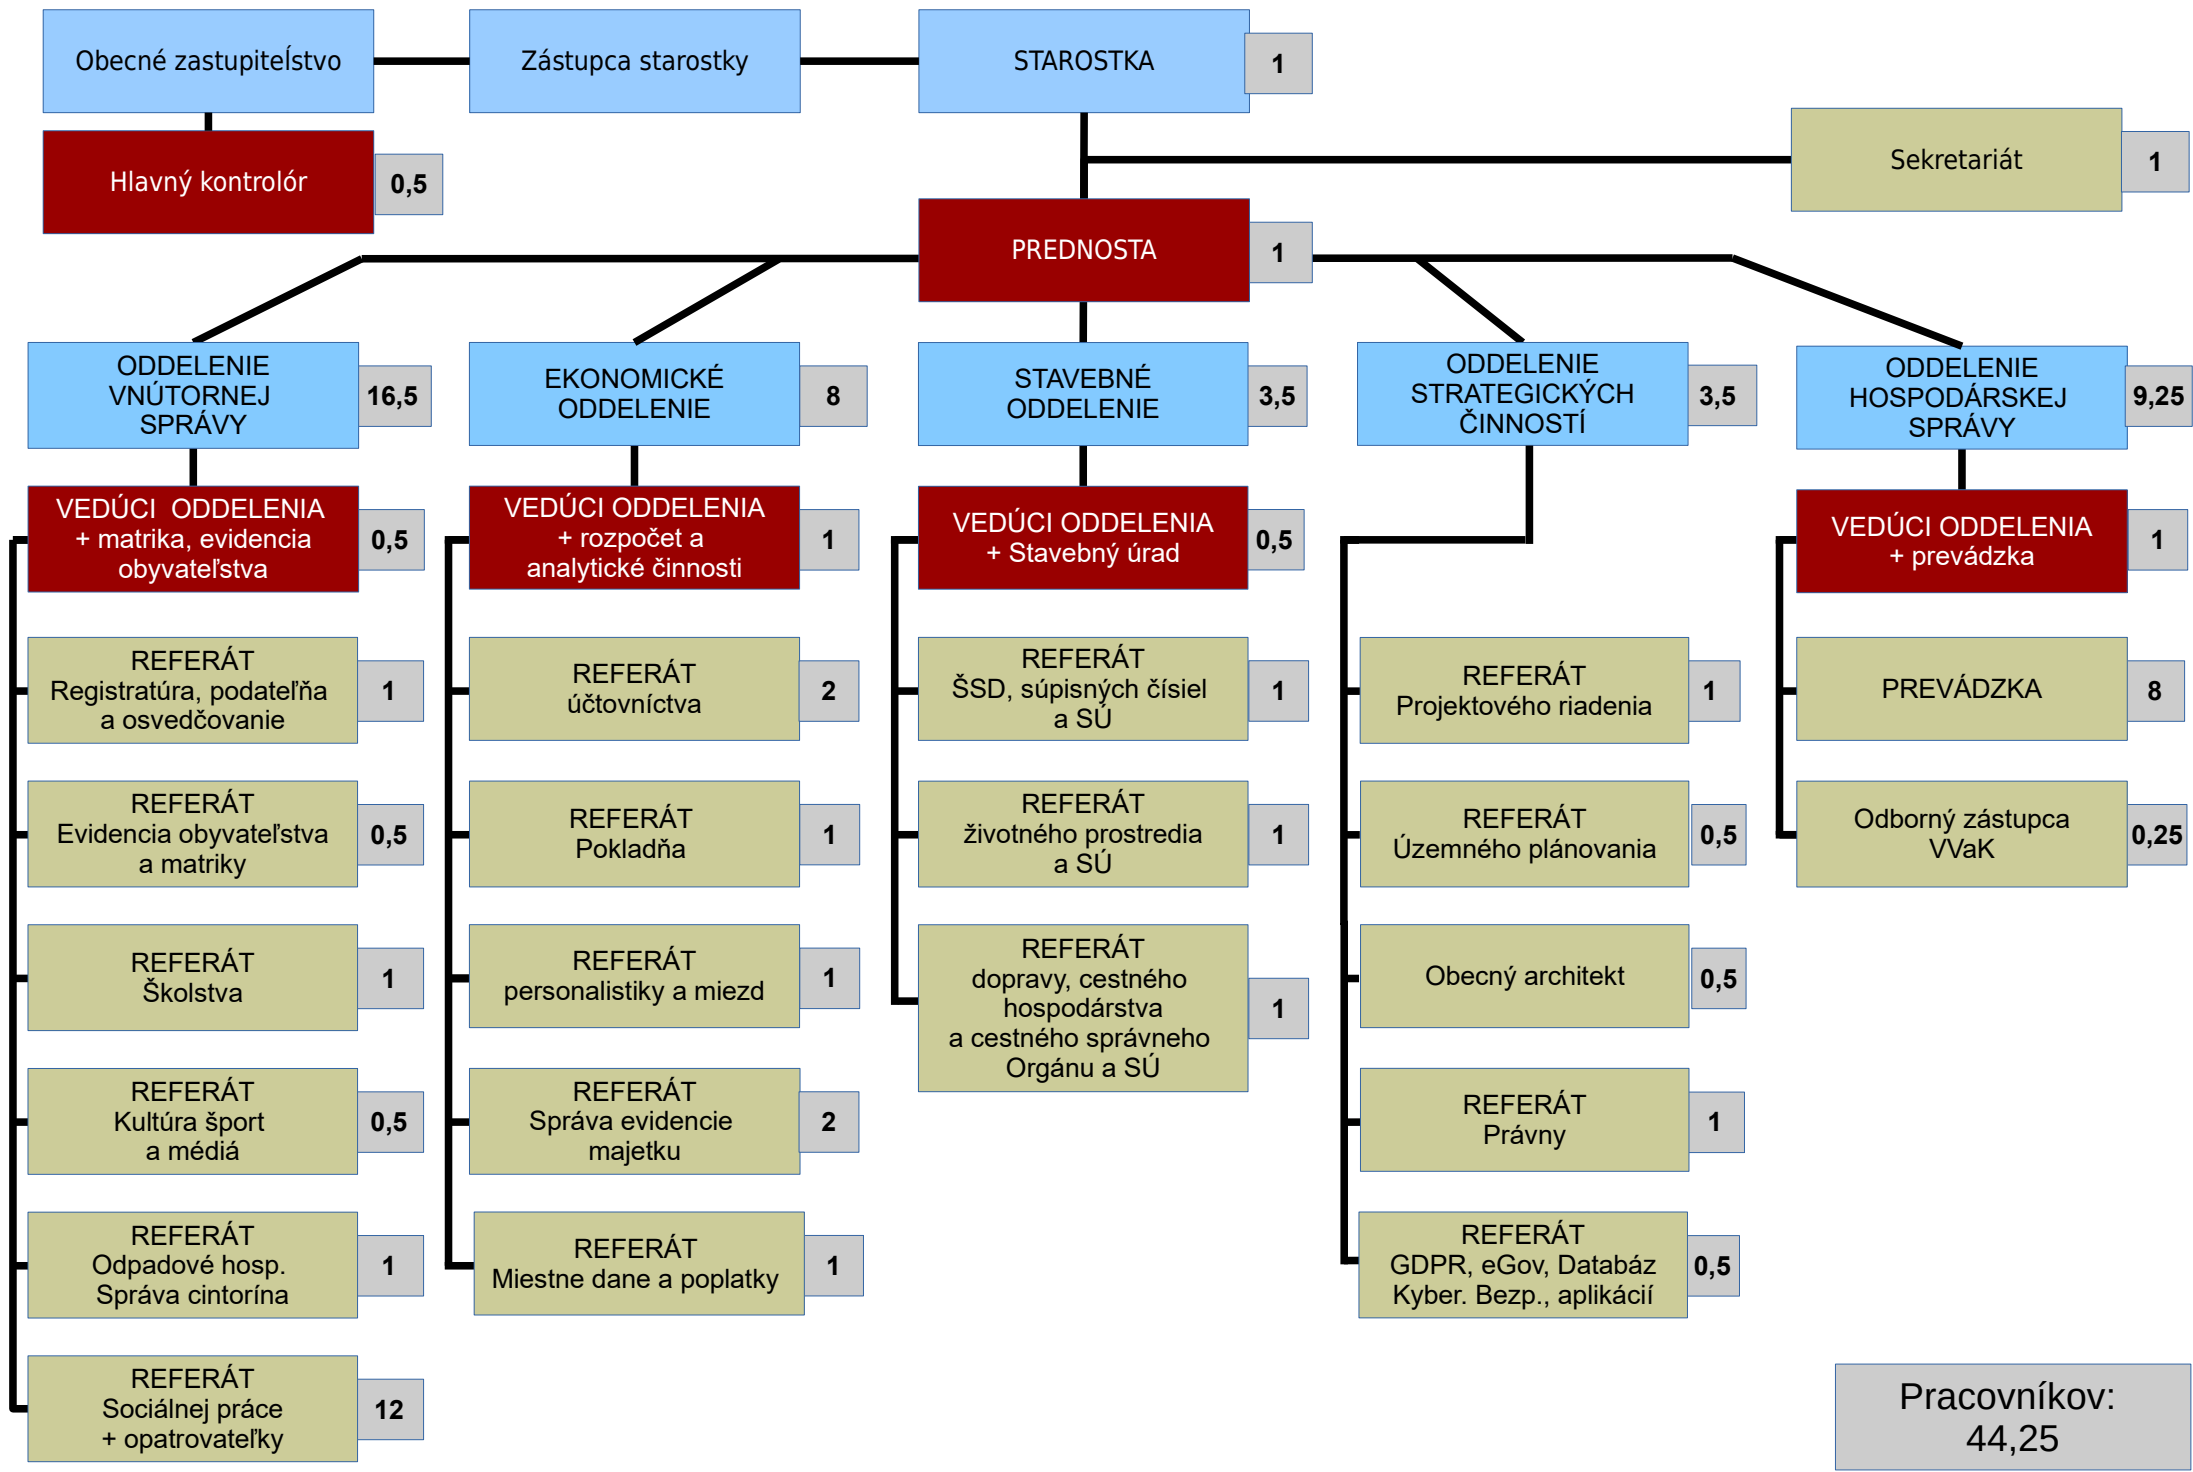 Obecné zastupiteĺstvo
Zástupca starostky
STAROSTKA
1
Hlavný kontrolór
0,5
Sekretariát
1
PREDNOSTA
1
ODDELENIE
VNÚTORNEJ
SPRÁVY
16,5
EKONOMICKÉ
ODDELENIE
8
STAVEBNÉ
ODDELENIE
3,5
ODDELENIE
STRATEGICKÝCH
ČINNOSTÍ
3,5
ODDELENIE
HOSPODÁRSKEJ
SPRÁVY
9,25
VEDÚCI  ODDELENIA
+ matrika, evidencia
obyvateľstva
0,5
VEDÚCI ODDELENIA
+ rozpočet a
analytické činnosti
1
VEDÚCI ODDELENIA
+ Stavebný úrad
0,5
VEDÚCI ODDELENIA
+ prevádzka
1
REFERÁT
Registratúra, podateľňa
a osvedčovanie
1
REFERÁT
účtovníctva
2
REFERÁT
ŠSD, súpisných čísiel
a SÚ
1
REFERÁT
Projektového riadenia
1
PREVÁDZKA
8
REFERÁT
Evidencia obyvateľstva
a matriky
0,5
REFERÁT
Pokladňa
1
REFERÁT
životného prostredia
a SÚ
1
REFERÁT
Územného plánovania
0,5
Odborný zástupca
VVaK
0,25
REFERÁT
Školstva
1
REFERÁT
personalistiky a miezd
1
REFERÁT
dopravy, cestného
hospodárstva
a cestného správneho
Orgánu a SÚ
1
Obecný architekt
0,5
REFERÁT
Kultúra šport
a médiá
0,5
REFERÁT
Správa evidencie
majetku
2
REFERÁT
Právny
1
REFERÁT
Odpadové hosp.
Správa cintorína
1
REFERÁT
Miestne dane a poplatky
1
REFERÁT
GDPR, eGov, Databáz
Kyber. Bezp., aplikácií
0,5
REFERÁT
Sociálnej práce
+ opatrovateľky
12
Pracovníkov:
44,25